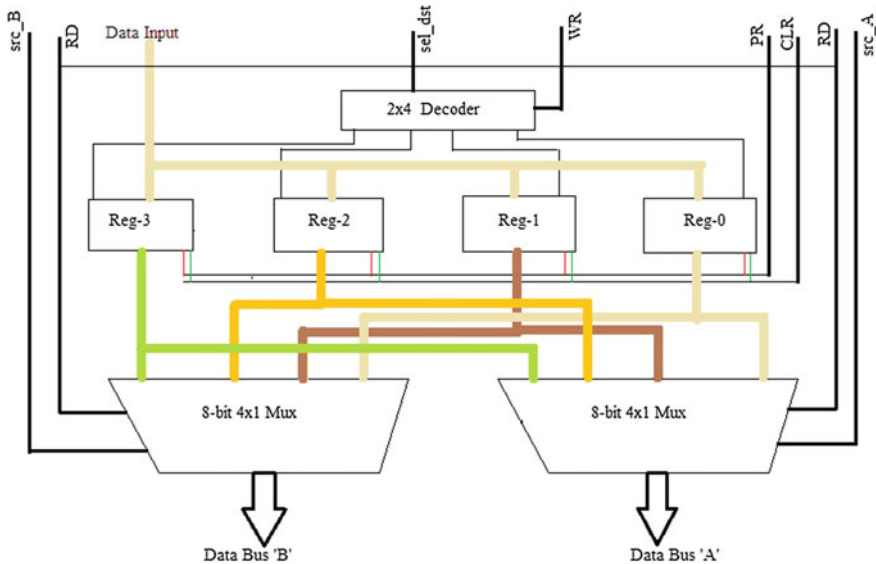 src_B
RD
Data Input
sel_dst
WR
PR
CLR
RD
src_A
2x4 Decoder
Reg-3
Reg-2
Reg-1
Reg-0
8-bit 4x1 Mux
8-bit 4x1 Mux
Data Bus 'B'
Data Bus 'A'